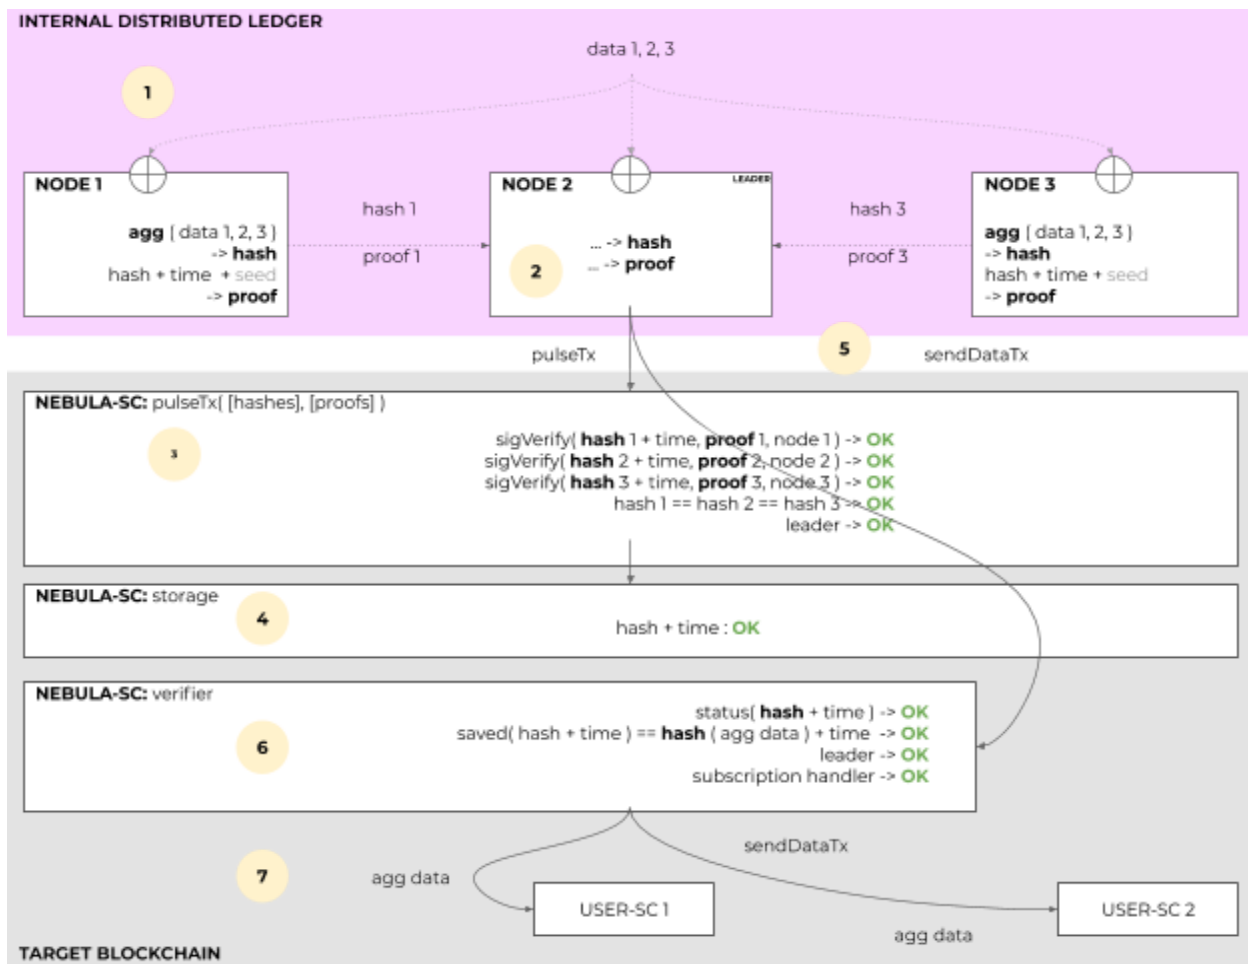 INTERNAL DISTRIBUTED LEDGER
data 1, 2, 3
1
NODE 1
NODE 2
LEADER
NODE 3
agg ( data 1, 2, 3 )
-> hash
hash + time + seed
-> proof
hash 1
proof 1
2
... -> hash
... -> proof
hash 3
proof 3
agg ( data 1, 2, 3 )
-> hash
hash + time + seed
-> proof
pulseTx
5
sendDataTx
NEBULA-SC: pulseTx( [hashes], [proofs] )
3
sigVerify( hash 1 + time, proof 1, node 1 ) -> OK
sigVerify( hash 2 + time, proof 2, node 2 ) -> OK
sigVerify( hash 3 + time, proof 3, node 3 ) -> OK
hash 1 == hash 2 == hash 3 -> OK
leader -> OK
NEBULA-SC: storage
4
hash + time : OK
NEBULA-SC: verifier
6
status( hash + time ) -> OK
saved( hash + time ) == hash ( agg data ) + time -> OK
leader -> OK
subscription handler -> OK
7
agg data
sendDataTx
USER-SC 1
USER-SC 2
agg data
TARGET BLOCKCHAIN